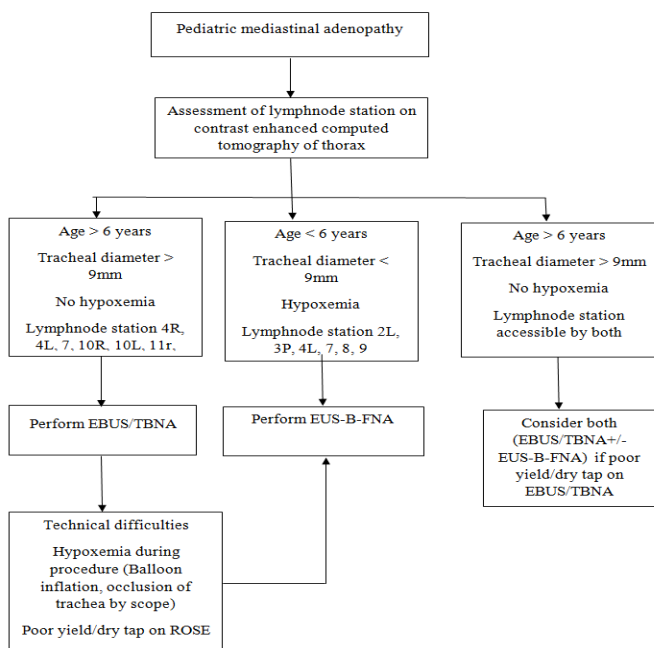 Pediatric mediastinal adenopathy
Assessment of lymphnode station on
contrast enhanced computed
tomography of thorax
Age > 6 years
Tracheal diameter >
9mm
No hypoxemia
Lymphnode station 4R,
4L, 7, 10R, 10L, 11r,
Age < 6 years
Tracheal diameter <
9mm
Hypoxemia
Lymphnode station 2L,
3P, 4L, 7, 8, 9
Age > 6 years
Tracheal diameter > 9mm
No hypoxemia
Lymphnode station
accessible by both
Perform EBUS/TBNA
Perform EUS-B-FNA
Consider both
(EBUS/TBNA+/-
EUS-B-FNA) if poor
yield/dry tap on
EBUS/TBNA
Technical difficulties
Hypoxemia during
procedure (Balloon
inflation, occlusion of
trachea by scope)
Poor yield/dry tap on ROSE